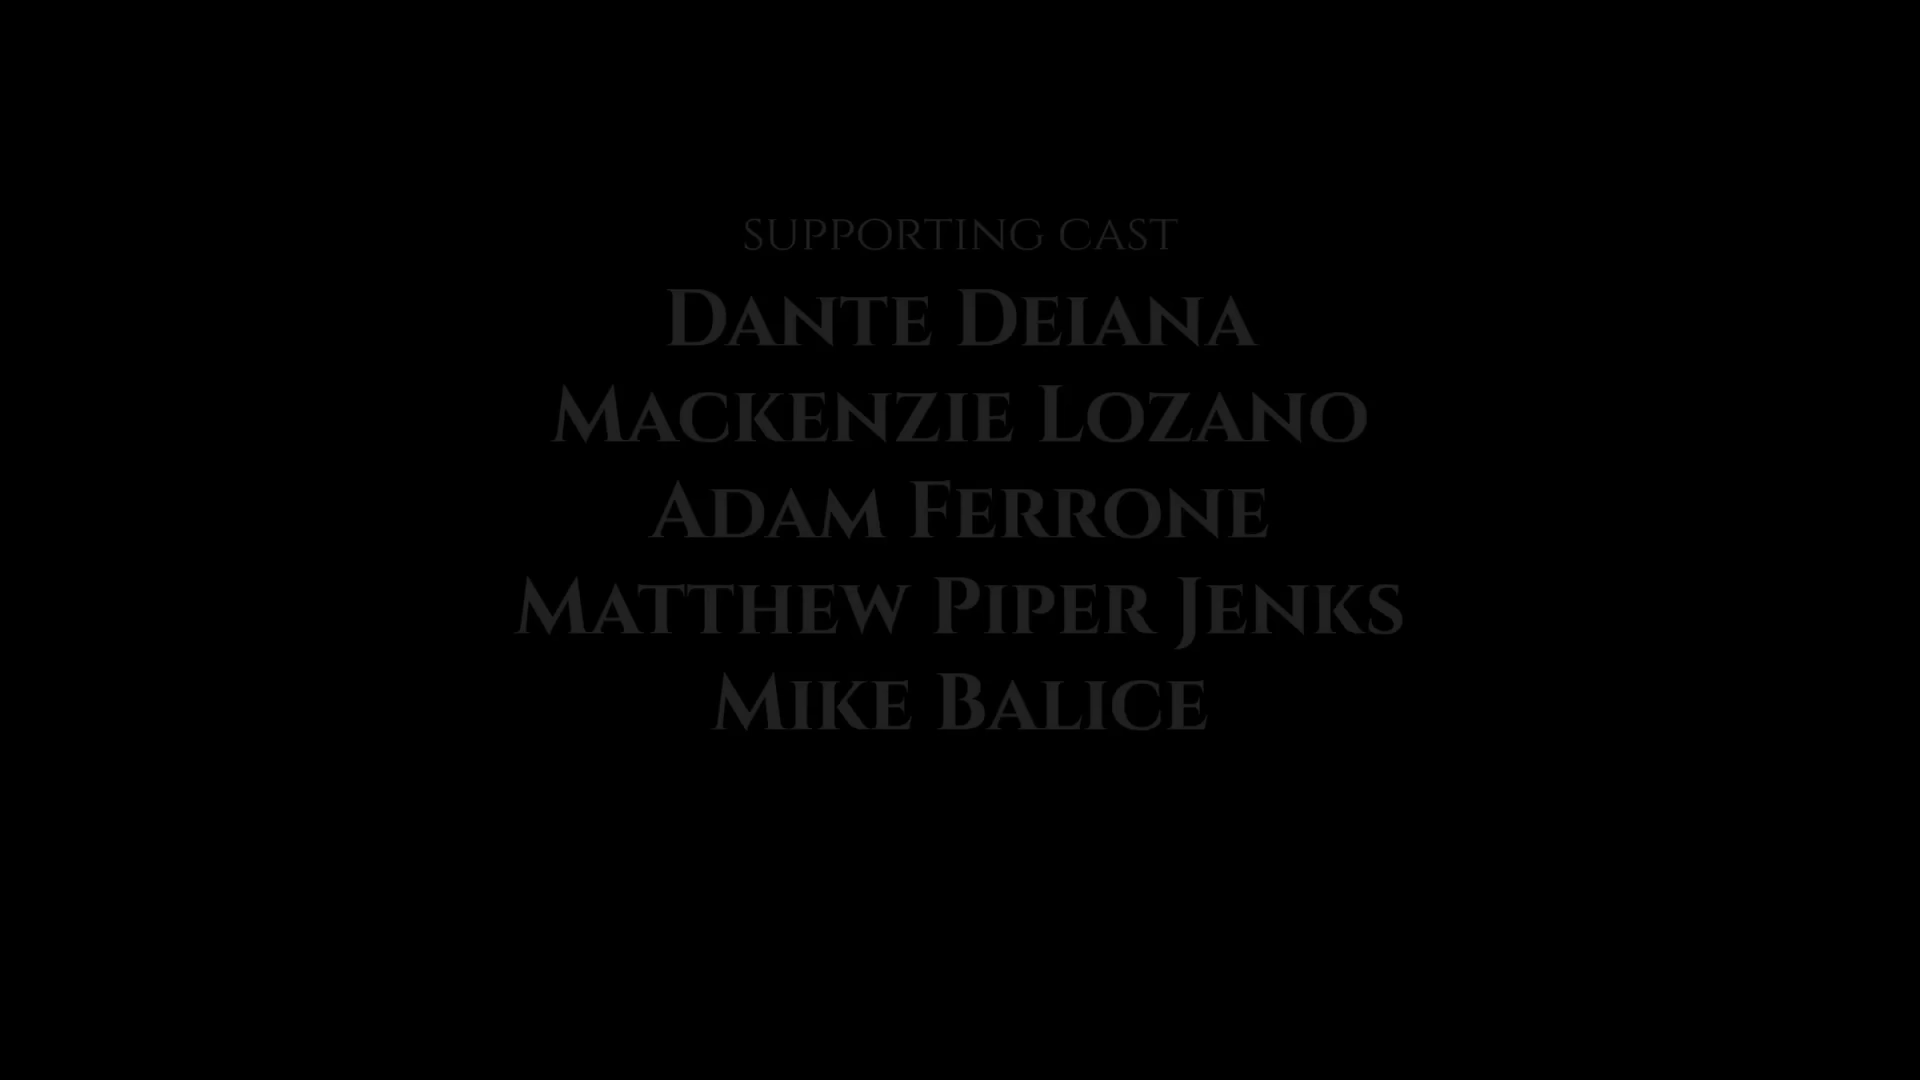 SUPPORTING CAST
Dante Deiana
Mackenzie Lozano
Adam Ferrone
Matthew Piper Jenks
Mike Balice